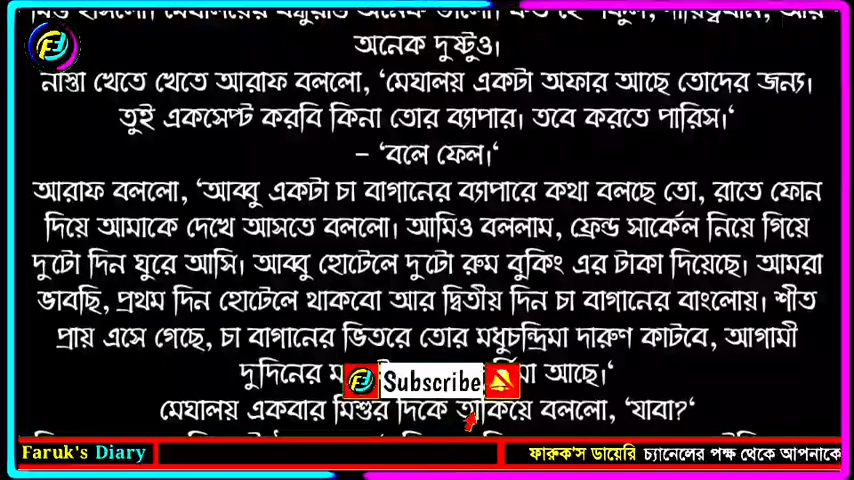 অনেক দুষ্টুও।
নাস্তা খেতে খেতে আরাফ বললো, ‘মেঘালয় একটা অফার আছে তোদের জন্য।
তুই একসেপ্ট করবি কিনা তোর ব্যাপার। তবে করতে পারিস।‘
– ‘বলে ফেল।‘
আরাফ বললো, ‘আব্বু একটা চা বাগানের ব্যাপারে কথা বলছে তো, রাতে ফোন
দিয়ে আমাকে দেখে আসতে বললো। আমিও বললাম, ফ্রেন্ড সার্কেল নিয়ে গিয়ে
দুটো দিন ঘুরে আসি। আব্বু হোটেলে দুটো রুম বুকিং এর টাকা দিয়েছে। আমরা
ভাবছি, প্রথম দিন হোটেলে থাকবো আর দ্বিতীয় দিন চা বাগানের বাংলোয়। শীত
প্রায় এসে গেছে, চা বাগানের ভিতরে তোর মধুচন্দ্রিমা দারুণ কাটবে, আগামী
দুদিনের আছে।‘
Subscribe
মেঘালয় একবার মিশুর দিকে তাকিয়ে বললো, ‘যাবা?‘
Faruk's Diary
ফারুক'স ডায়েরি চ্যানেলের পক্ষ থেকে আপনাকে